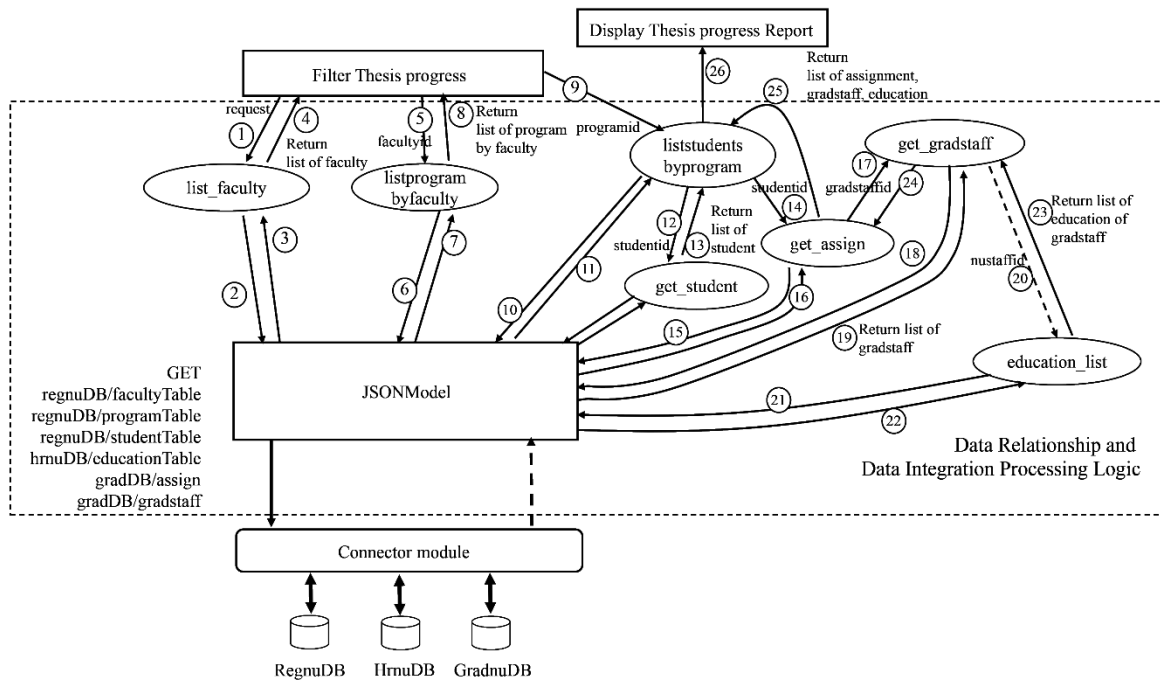 Display Thesis progress Report
Filter Thesis progress
26
Return
list of assignment,
gradstaff, education
25
9
request
1
4
Return
list of faculty
5
facultyid
8
Return
list of program
by faculty
programid
liststudents
byprogram
get_gradstaff
17
gradstaffid
24
list_faculty
listprogram
byfaculty
studentid
14
12
studentid
13
Return
list of
student
get_assign
23
Return list of
education of
gradstaff
nustaffid
20
3
7
11
get_student
18
2
6
10
16
15
19
Return list of
gradstaff
education_list
GET
regnuDB/facultyTable
regnuDB/programTable
regnuDB/studentTable
hrnuDB/educationTable
gradDB/assign
gradDB/gradstaff
JSONModel
21
22
Data Relationship and
Data Integration Processing Logic
Connector module
RegnuDB
HrnuDB
GradnuDB